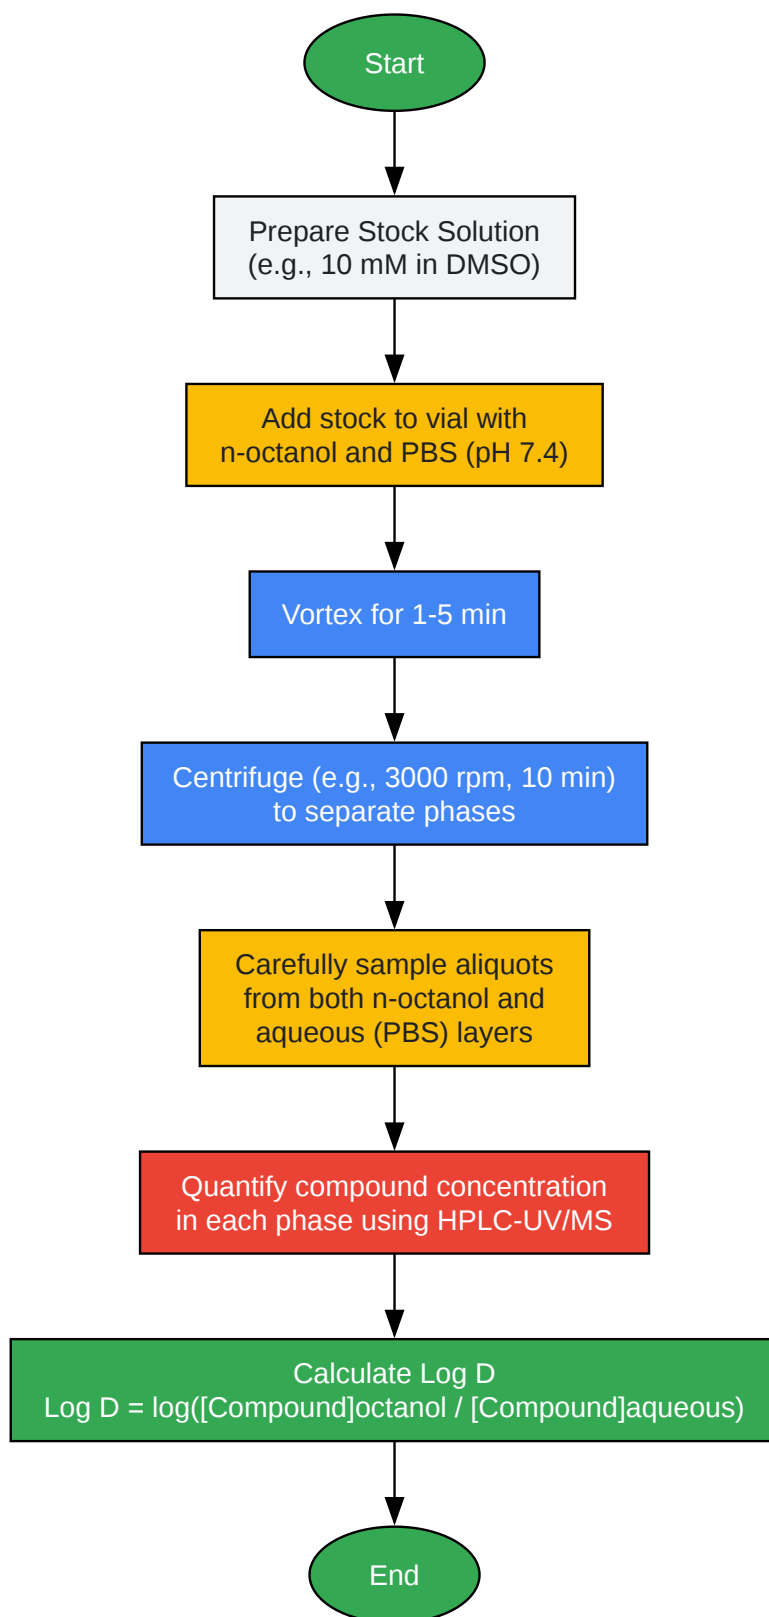 Start
Prepare Stock Solution
(e.g., 10 mM in DMSO)
Add stock to vial with
n-octanol and PBS (pH 7.4)
Vortex for 1-5 min
Centrifuge (e.g., 3000 rpm, 10 min)
to separate phases
Carefully sample aliquots
from both n-octanol and
aqueous (PBS) layers
Quantify compound concentration
in each phase using HPLC-UV/MS
Calculate Log D
Log D = log([Compound]octanol / [Compound]aqueous)
End